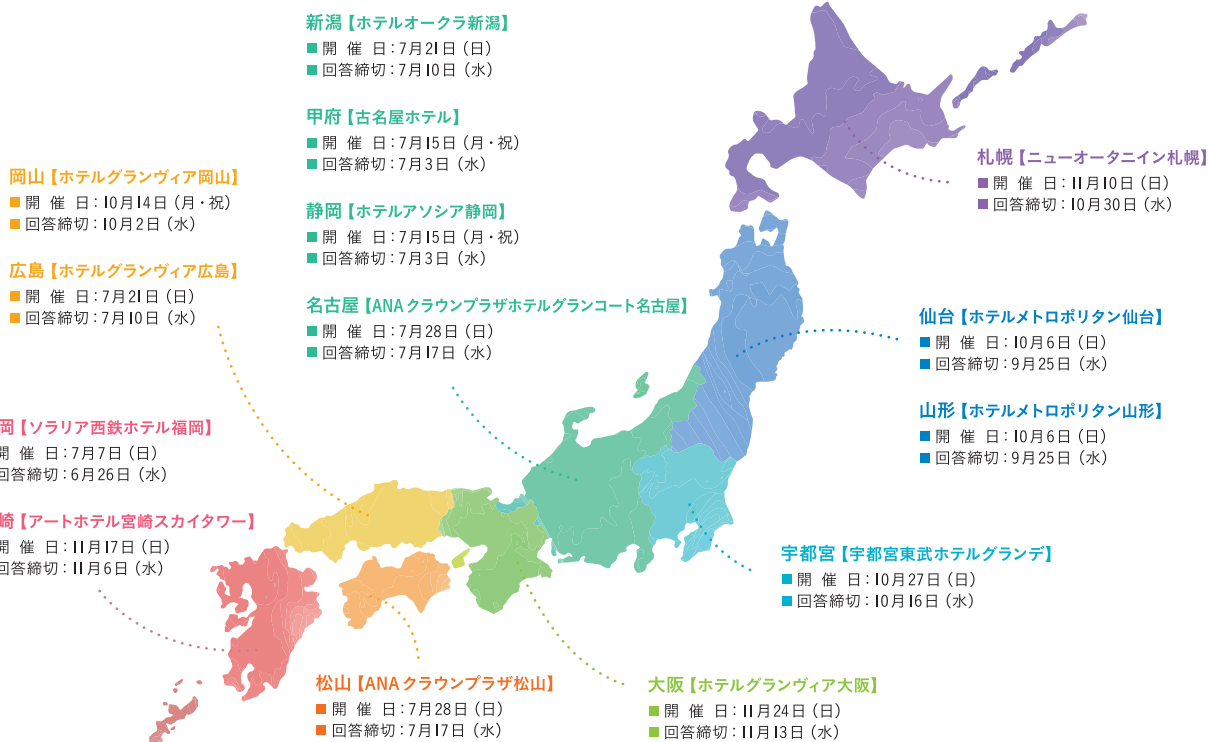 新潟【ホテルオークラ新潟】
■開催日：7月21日（日）
■回答締切：7月10日（水）
甲府【古名屋ホテル】
■開催日：7月15日（月・祝）
■回答締切：7月3日（水）
静岡【ホテルアソシア静岡】
■開催日：7月15日（月・祝）
■回答締切：7月3日（水）
名古屋【ANAクラウンプラザホテルグランコート名古屋】
■開催日：7月28日（日）
■回答締切：7月17日（水）
岡山【ホテルグランヴィア岡山】
■開催日：10月14日（月・祝）
■回答締切：10月2日（水）
広島【ホテルグランヴィア広島】
■開催日：7月21日（日）
■回答締切：7月10日（水）
岡【ソラリア西鉄ホテル福岡】
開催日：7月7日（日）
回答締切：6月26日（水）
崎【アートホテル宮崎スカイタワー】
開催日：11月17日（日）
回答締切：11月6日（水）
札幌【ニューオータニイン札幌】
■開催日：11月10日（日）
■回答締切：10月30日（水）
仙台【ホテルメトロポリタン仙台】
■開催日：10月6日（日）
■回答締切：9月25日（水）
山形【ホテルメトロポリタン山形】
■開催日：10月6日（日）
■回答締切：9月25日（水）
宇都宮【宇都宮東武ホテルグランデ】
■開催日：10月27日（日）
■回答締切：10月16日（水）
松山【ANAクラウンプラザ松山】
■開催日：7月28日（日）
■回答締切：7月17日（水）
大阪【ホテルグランヴィア大阪】
■開催日：11月24日（日）
■回答締切：11月13日（水）